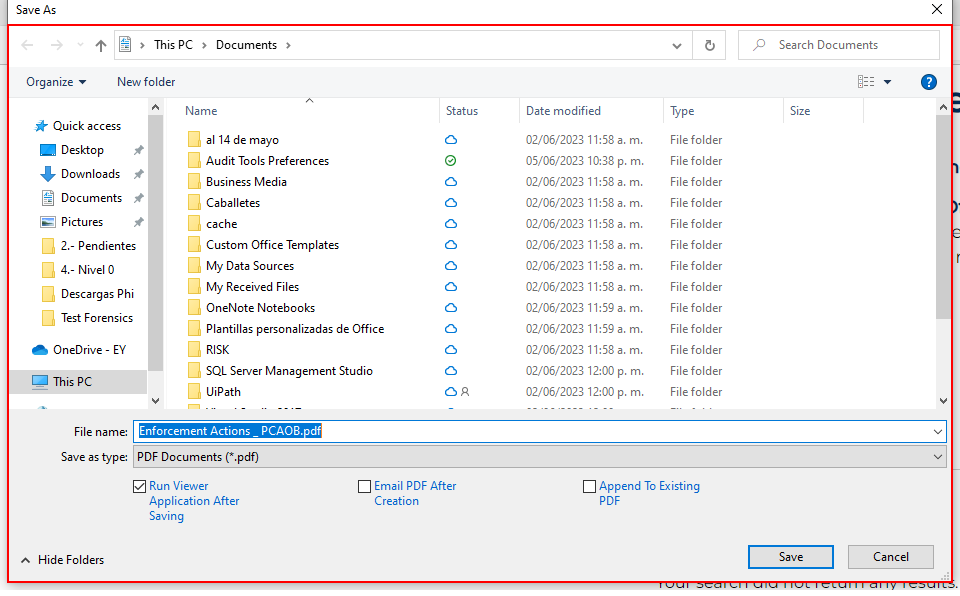 Save As
This PC > Documents >
Search Documents
Organize
New folder
Name Status Date modified Type Size
Quick access
Desktop
Downloads
Documents
Pictures
2.- Pendientes
4.- Nivel 0
Descargas Phi
Test Forensics
OneDrive - EY
This PC
al 14 de mayo 02/06/2023 11:58 a. m. File folder
Audit Tools Preferences 05/06/2023 10:38 p. m. File folder
Business Media 02/06/2023 11:58 a. m. File folder
Caballetes 02/06/2023 11:58 a. m. File folder
cache 02/06/2023 11:58 a. m. File folder
Custom Office Templates 02/06/2023 11:58 a. m. File folder
My Data Sources 02/06/2023 11:58 a. m. File folder
My Received Files 02/06/2023 11:58 a. m. File folder
OneNote Notebooks 02/06/2023 11:59 a. m. File folder
Plantillas personalizadas de Office 02/06/2023 11:59 a. m. File folder
RISK 02/06/2023 11:58 a. m. File folder
SQL Server Management Studio 02/06/2023 12:00 p. m. File folder
UiPath 02/06/2023 12:00 p. m. File folder
File name: Enforcement Actions _ PCAOB.pdf
Save as type: PDF Documents (*.pdf)
Run Viewer
Application After
Saving
Email PDF After
Creation
Append To Existing
PDF
Hide Folders
Save
Cancel
Your search did not return any results.